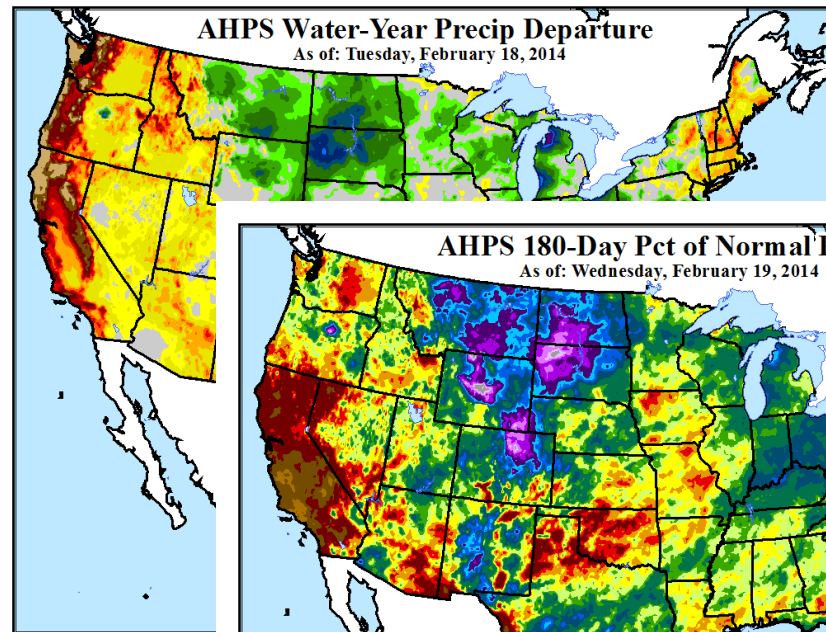 AHPS Water-Year Precip Departure
As of: Tuesday, February 18, 2014
AHPS 180-Day Pct of Normal
As of: Wednesday, February 19, 2014